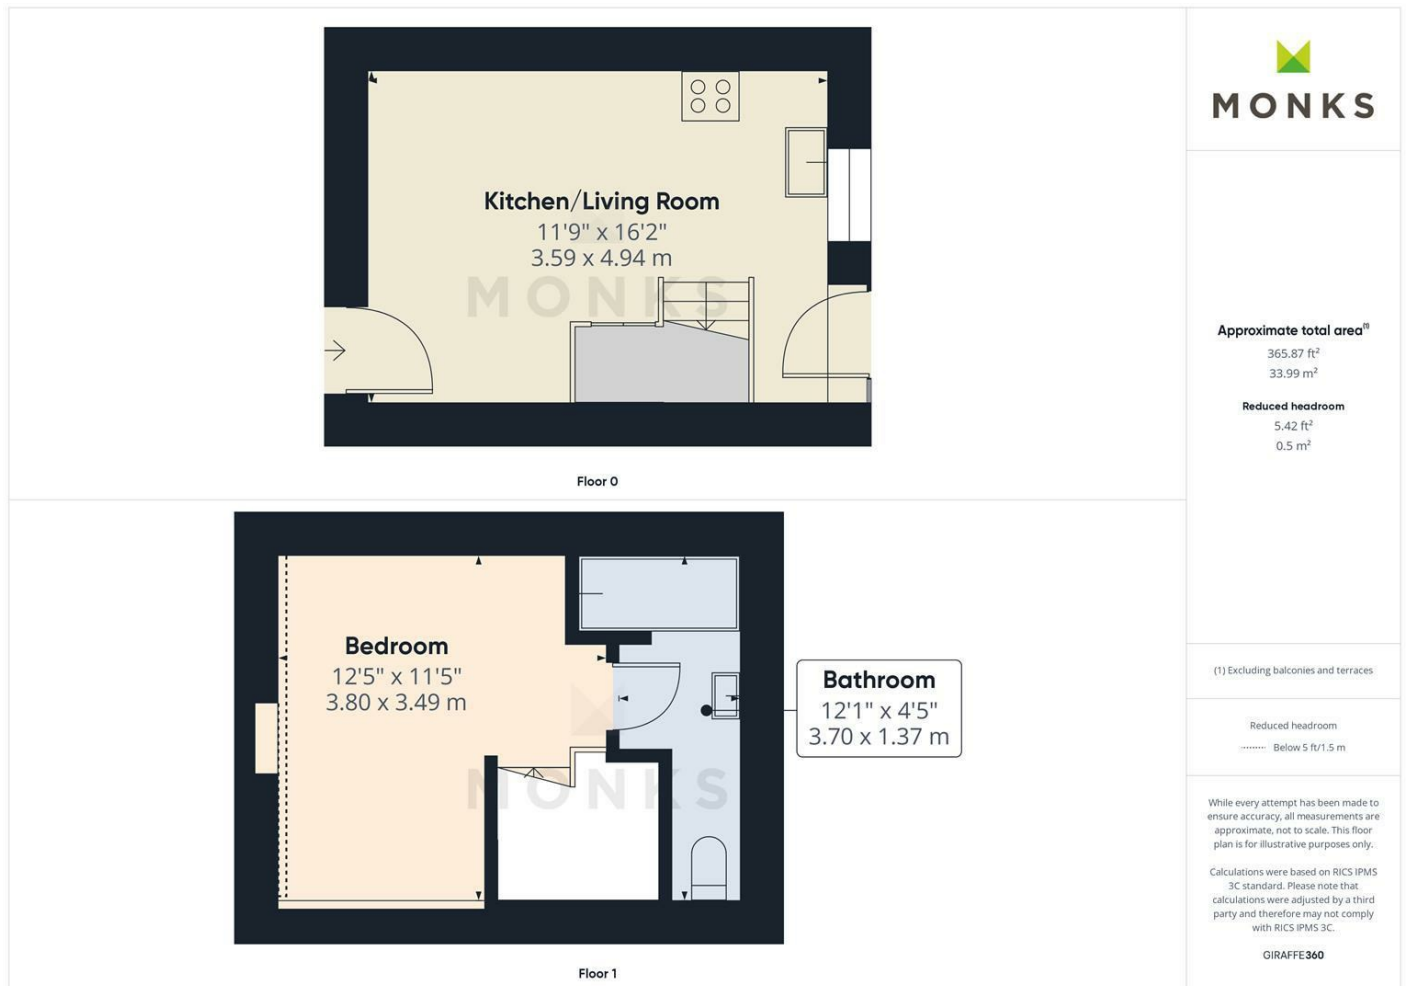 Kitchen/Living Room
11'9" x 16'2"
3.59 x 4.94 m
MONKS
Floor 0
Bedroom
12'5" x 11'5"
3.80 x 3.49 m
Bathroom
12'1" x 4'5"
3.70 x 1.37 m
MONKS
Floor 1
MONKS
Approximate total area(1)
365.87 ft²
33.99 m²
Reduced headroom
5.42 ft²
0.5 m²
(1) Excluding balconies and terraces
Reduced headroom
Below 5 ft/1.5 m
While every attempt has been made to
ensure accuracy, all measurements are
approximate, not to scale. This floor
plan is for illustrative purposes only.
Calculations were based on RICS IPMS
3C standard. Please note that
calculations were adjusted by a third
party and therefore may not comply
with RICS IPMS 3C.
GIRAFFE360